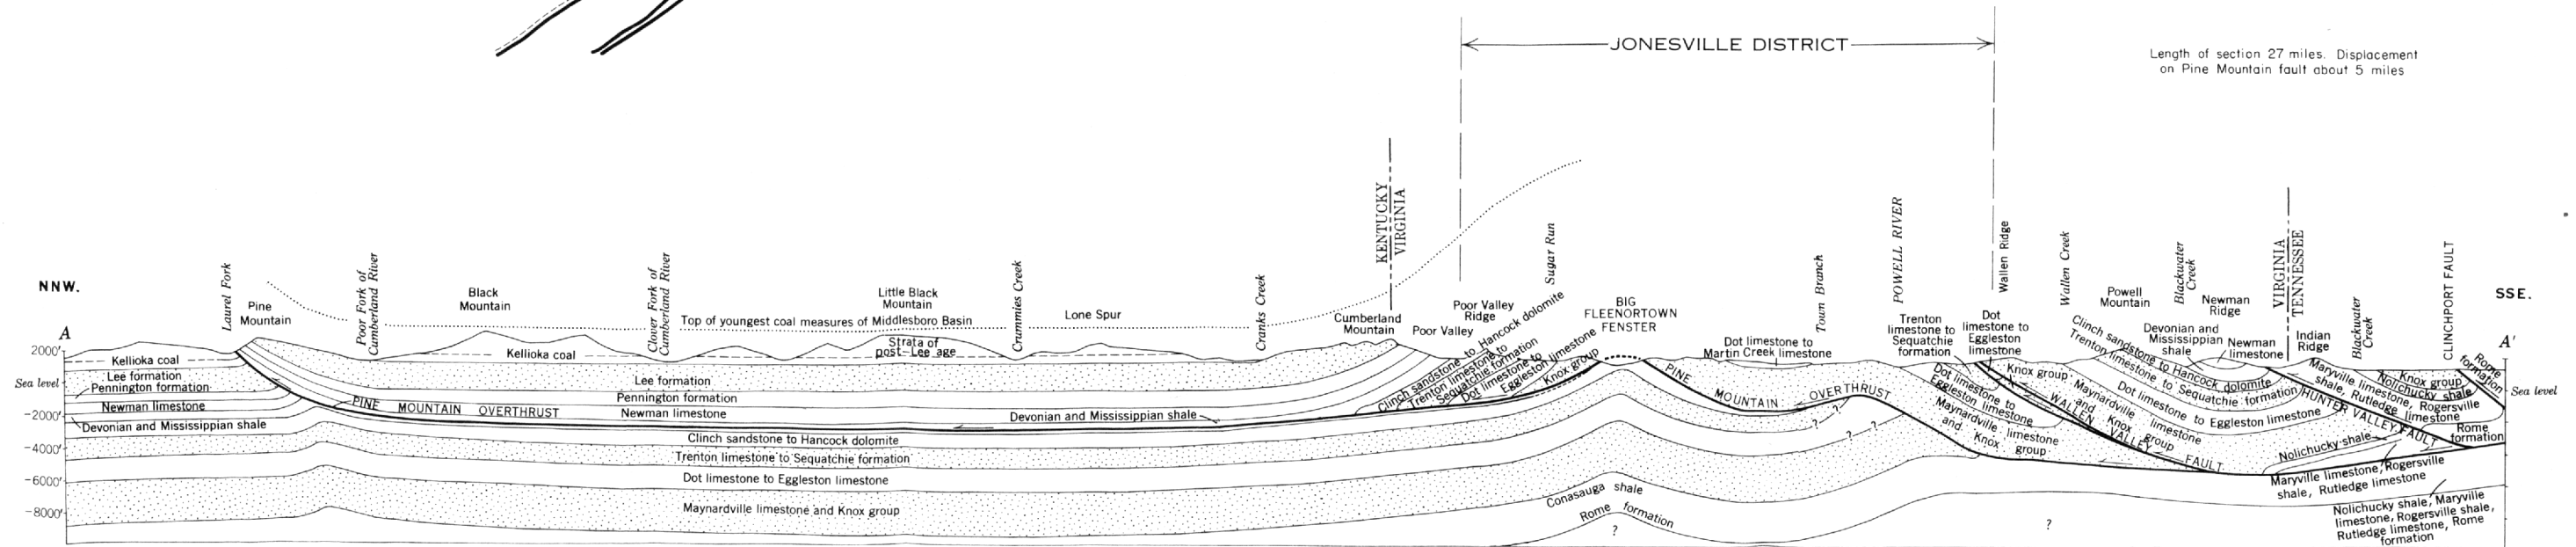 JONESVILLE DISTRICT
Length of section 27 miles. Displacement
on Pine Mountain fault about 5 miles
KENTUCKY
VIRGINIA
VIRGINIA
TENNESSEE
NNW.
SSE.
A
A'
Laurel Fork
Pine
Mountain
Poor Fork of
Cumberland River
Black
Mountain
Clover Fork of
Cumberland River
Little Black
Mountain
Top of youngest coal measures of Middlesboro Basin
Crummies Creek
Lone Spur
Cranks Creek
Cumberland
Mountain
Poor Valley
Poor Valley
Ridge
Sugar Run
BIG
FLEENORTOWN
FENSTER
Town Branch
POWELL RIVER
Wallen Ridge
Wallen Creek
Powell
Mountain
Blackwater
Creek
Newman
Ridge
Indian
Ridge
Blackwater
Creek
CLINCHPORT FAULT
2000'
Sea level
-2000'
-4000'
-6000'
-8000'
Sea level
Kellioka coal
Lee formation
Pennington formation
Newman limestone
Devonian and Mississippian shale
PINE MOUNTAIN OVERTHRUST
Kellioka coal
Strata of
post-Lee age
Lee formation
Pennington formation
Newman limestone
Devonian and Mississippian shale
Clinch sandstone to Hancock dolomite
Trenton limestone to Sequatchie formation
Dot limestone to Eggleston limestone
Maynardville limestone and Knox group
Clinch sandstone to Hancock dolomite
Trenton limestone to
Sequatchie formation
Dot limestone to
Eggleston limestone
Knox group
Conasauga shale
Rome formation
?
PINE MOUNTAIN OVERTHRUST
Dot limestone to
Martin Creek limestone
?
?
?
Trenton
limestone to
Sequatchie
formation
Dot
limestone to
Eggleston
limestone
Dot limestone to
Eggleston limestone
Maynardville limestone
and Knox
group
Knox group
Maynardville limestone
and Knox group
WALLEN VALLEY FAULT
Clinch sandstone to Hancock dolomite
Trenton limestone to Sequatchie formation
Dot limestone to Eggleston limestone
Devonian and
Mississippian
shale
Newman
limestone
HUNTER VALLEY FAULT
Maryville limestone, Rogersville
shale, Rutledge limestone
Knox group
Nolichucky shale
Rome
formation
Rome
formation
Nolichucky shale
Maryville limestone, Rogersville
shale, Rutledge limestone
Nolichucky shale, Maryville
limestone, Rogersville shale,
Rutledge limestone, Rome
formation
?